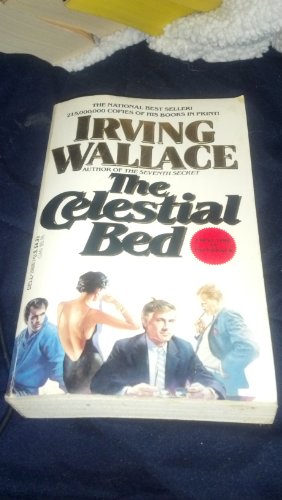 THE NATIONAL BEST SELLER!
215,000,000 COPIES OF HIS BOOKS IN PRINT!
IRVING
WALLACE
AUTHOR OF THE SEVENTH SECRET
The
Celestial
Bed